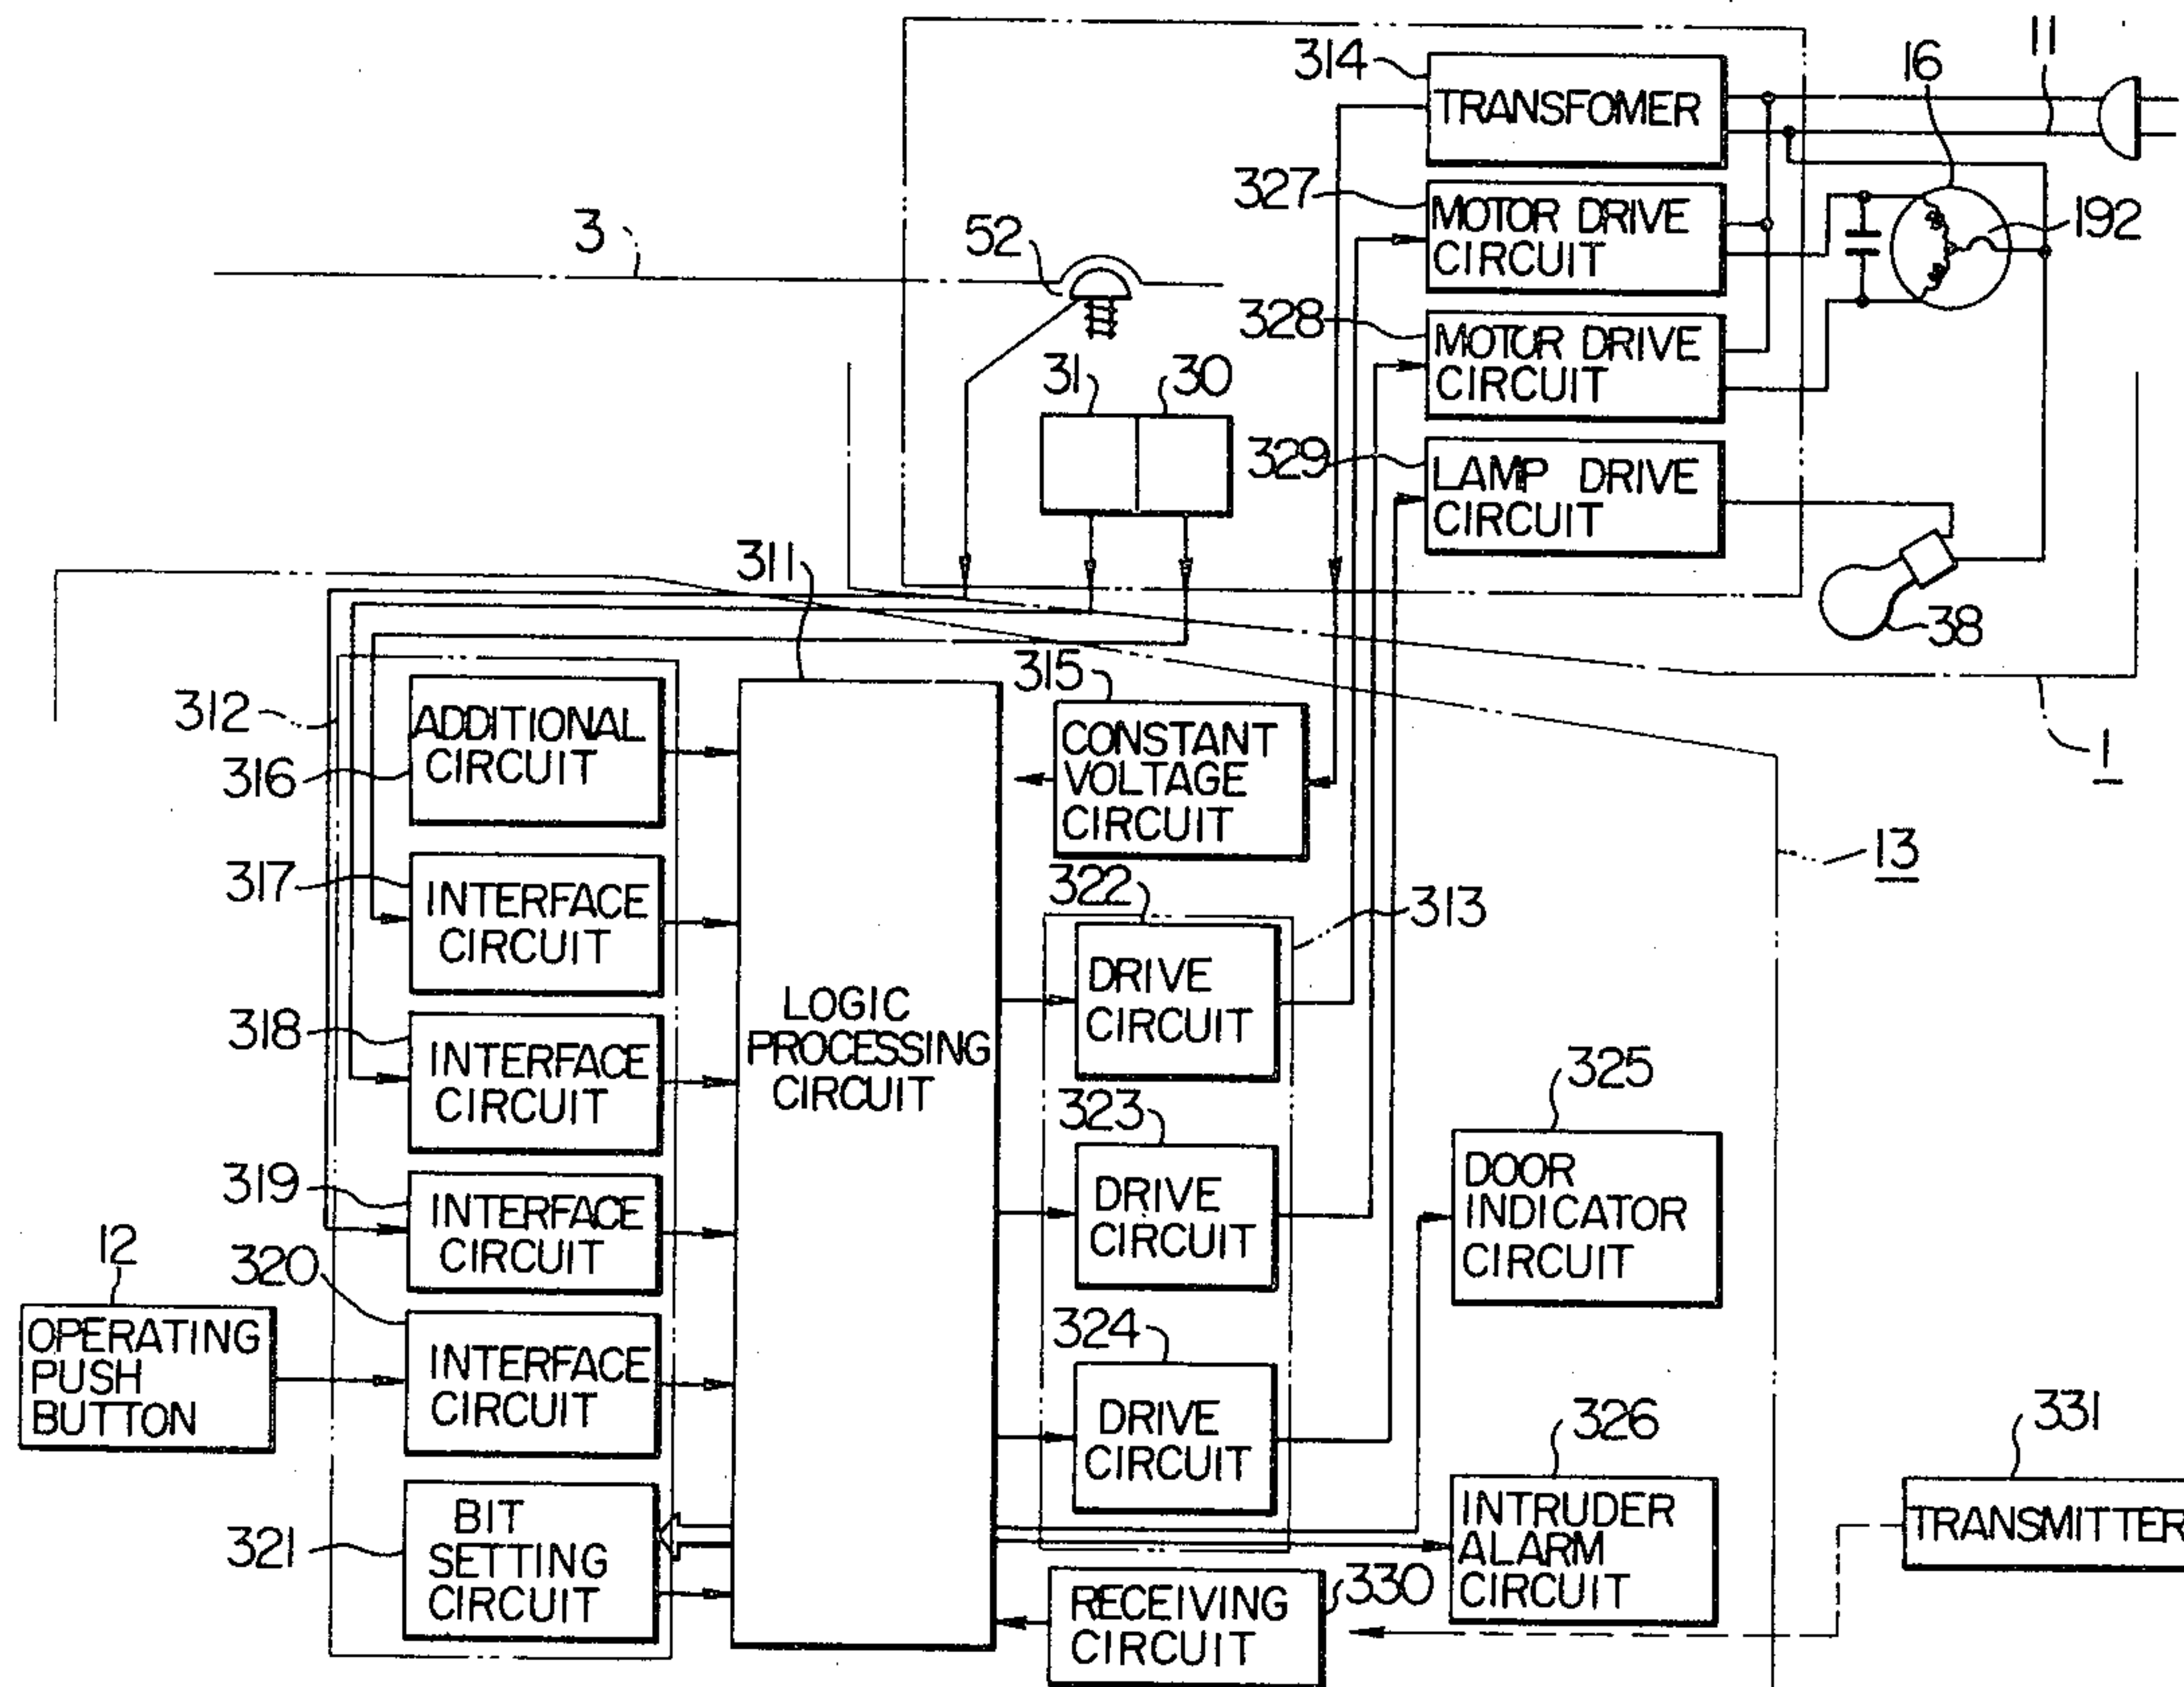 314
TRANSFOMER
16
11
327
MOTOR DRIVE
CIRCUIT
192
3
52
328
MOTOR DRIVE
CIRCUIT
31
30
329
LAMP DRIVE
CIRCUIT
38
311
1
312
316
ADDITIONAL
CIRCUIT
315
CONSTANT
VOLTAGE
CIRCUIT
13
317
INTERFACE
CIRCUIT
322
313
DRIVE
CIRCUIT
LOGIC
PROCESSING
CIRCUIT
318
INTERFACE
CIRCUIT
323
DRIVE
CIRCUIT
325
DOOR
INDICATOR
CIRCUIT
319
INTERFACE
CIRCUIT
12
OPERATING
PUSH
BUTTON
320
INTERFACE
CIRCUIT
324
DRIVE
CIRCUIT
326
INTRUDER
ALARM
CIRCUIT
331
TRANSMITTER
321
BIT
SETTING
CIRCUIT
330
RECEIVING
CIRCUIT